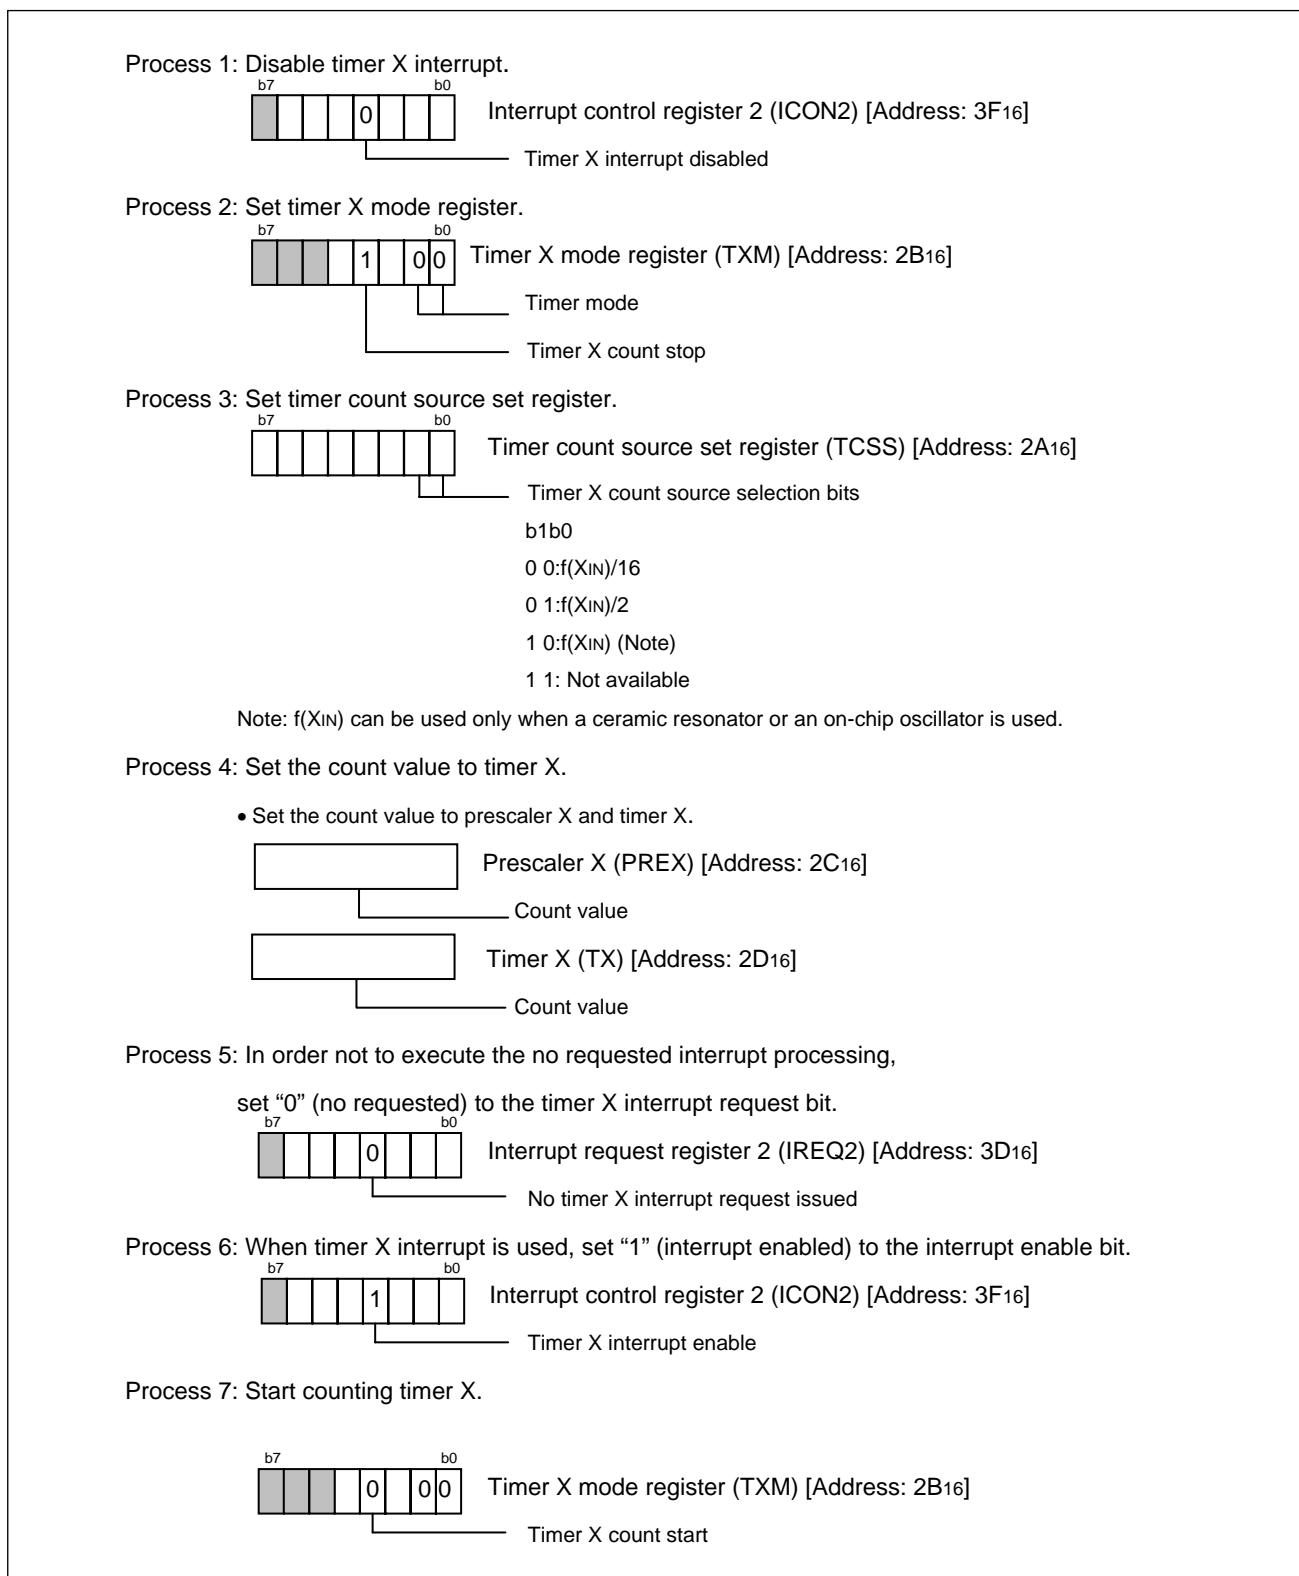 Process 1: Disable timer X interrupt.
b7 b0
0 Interrupt control register 2 (ICON2) [Address: 3F16]
Timer X interrupt disabled
Process 2: Set timer X mode register.
b7 b0
1 0 0 Timer X mode register (TXM) [Address: 2B16]
Timer mode
Timer X count stop
Process 3: Set timer count source set register.
b7 b0
Timer count source set register (TCSS) [Address: 2A16]
Timer X count source selection bits
b1b0
0 0:f(XIN)/16
0 1:f(XIN)/2
1 0:f(XIN) (Note)
1 1: Not available
Note: f(XIN) can be used only when a ceramic resonator or an on-chip oscillator is used.
Process 4: Set the count value to timer X.
• Set the count value to prescaler X and timer X.
Prescaler X (PREX) [Address: 2C16]
Count value
Timer X (TX) [Address: 2D16]
Count value
Process 5: In order not to execute the no requested interrupt processing,
set “0” (no requested) to the timer X interrupt request bit.
b7 b0
0 Interrupt request register 2 (IREQ2) [Address: 3D16]
No timer X interrupt request issued
Process 6: When timer X interrupt is used, set “1” (interrupt enabled) to the interrupt enable bit.
b7 b0
1 Interrupt control register 2 (ICON2) [Address: 3F16]
Timer X interrupt enable
Process 7: Start counting timer X.
b7 b0
0 0 0 Timer X mode register (TXM) [Address: 2B16]
Timer X count start